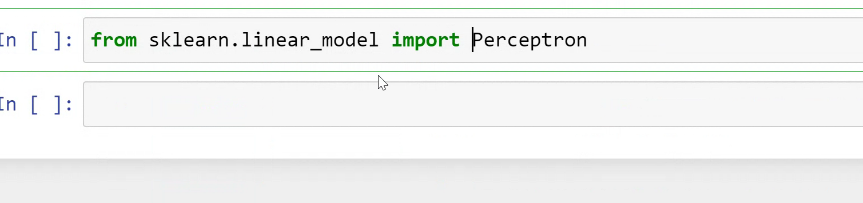 In [ ]: from sklearn.linear_model import Perceptron
In [ ]: